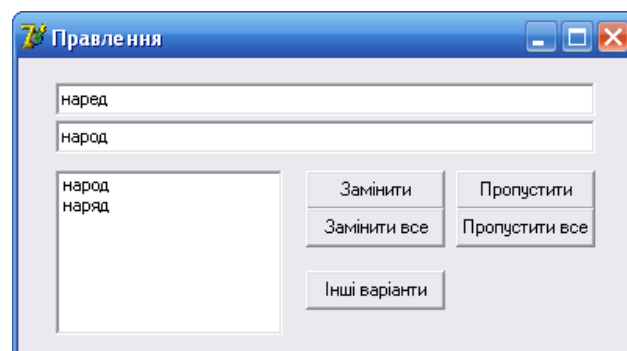 Правлення
наред
народ
народ
наряд
Замінити
Пропустити
Замінити все
Пропустити все
Інші варіанти